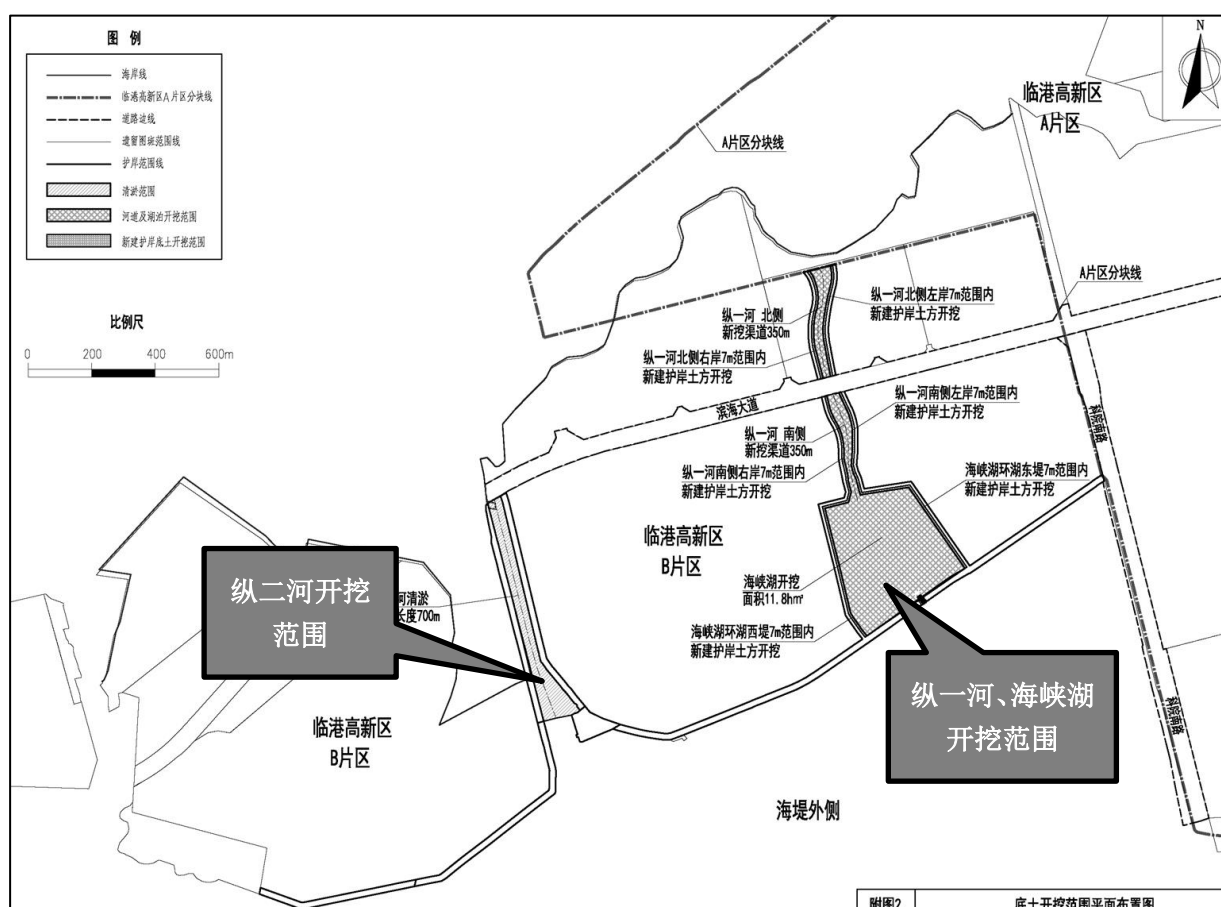 图 例
海岸线
临港高新区A片区分块线
道路边线
护岸范围线
清淤范围
河道及湖泊开挖范围
新建护岸底土开挖范围
比例尺
0 200 400 600m
N
临港高新区
A片区
A片区分块线
A片区分块线
纵一河北侧左岸7m范围内
新建护岸土方开挖
纵一河 北侧
新挖渠道350m
纵一河北侧右岸7m范围内
新建护岸土方开挖
纵一河南侧左岸7m范围内
新建护岸土方开挖
滨海大道
科院南路
纵一河 南侧
新挖渠道350m
纵一河南侧右岸7m范围内
新建护岸土方开挖
海峡湖环湖东堤7m范围内
新建护岸土方开挖
临港高新区
B片区
海峡湖开挖
面积11.8hm²
海峡湖环湖西堤7m范围内
新建护岸土方开挖
纵二河开挖
范围
河清淤
长度700m
纵一河、海峡湖
开挖范围
科院南路
临港高新区
B片区
海堤外侧
附图2 底土开挖范围平面布置图